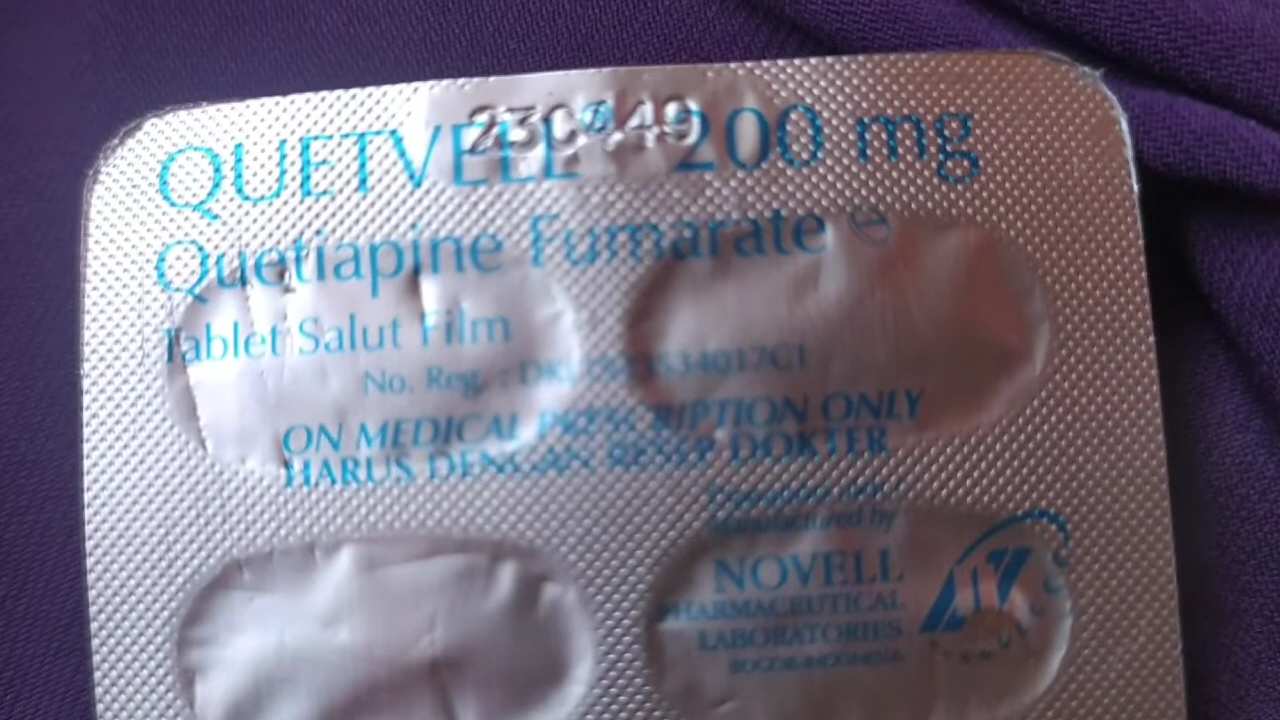 230449
QUETVELL® 200 mg
Quetiapine Fumarate
Tablet Salut Film
No. Reg. :
ON MEDICAL PRESCRIPTION ONLY
HARUS DENGAN RESEP DOKTER
Manufactured by
NOVELL
PHARMACEUTICAL
LABORATORIES
BOGOR-INDONESIA